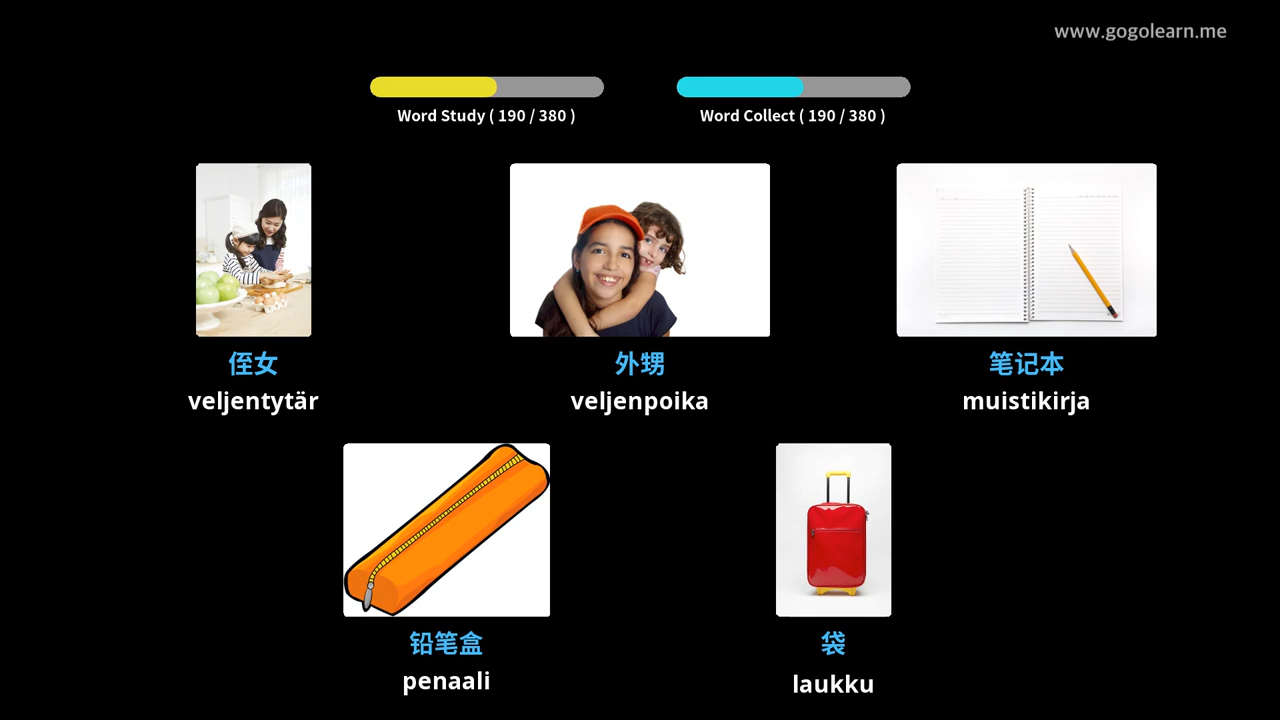 www.gogolearn.me
Word Study ( 190 / 380 )
Word Collect ( 190 / 380 )
侄女
veljentytär
外甥
veljenpoika
笔记本
muistikirja
铅笔盒
penaali
袋
laukku